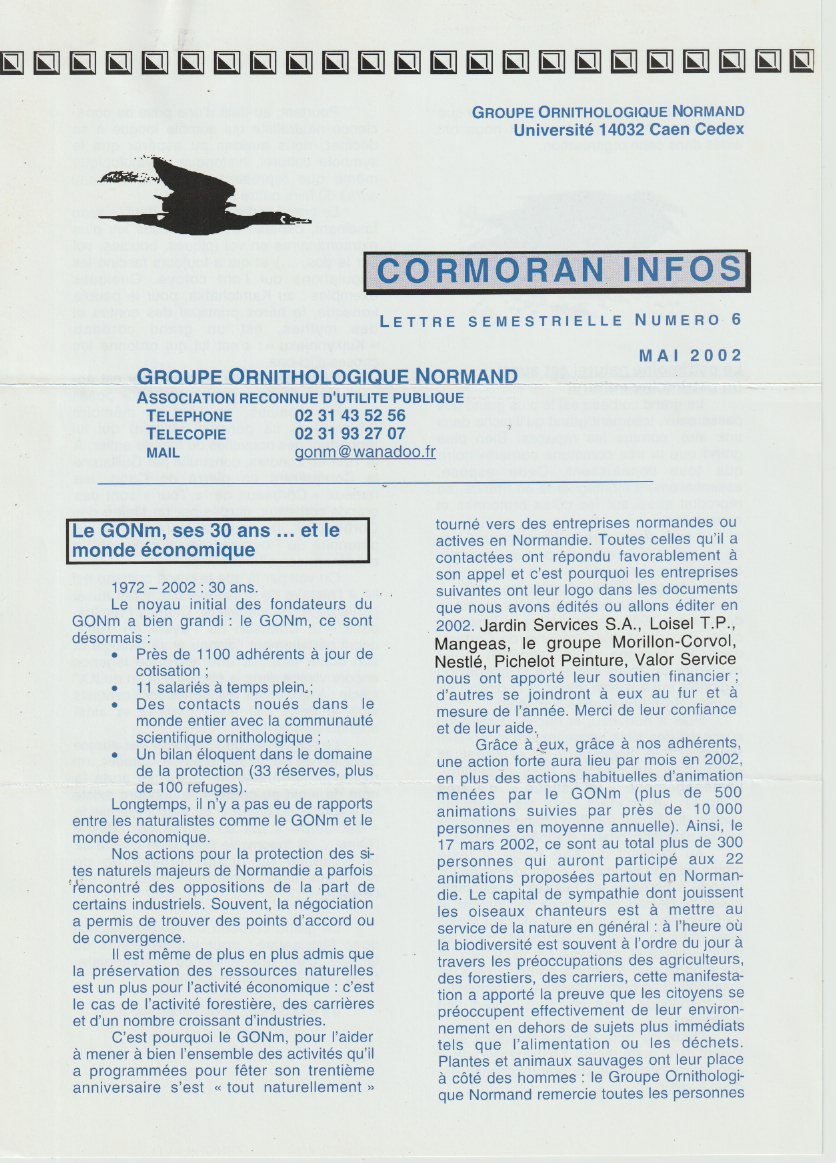 GROUPE ORNITHOLOGIQUE NORMAND
Université 14032 Caen Cedex
CORMORAN INFOS
LETTRE SEMESTRIELLE NUMERO 6
MAI 2002
GROUPE ORNITHOLOGIQUE NORMAND
ASSOCIATION RECONNUE D'UTILITE PUBLIQUE
TELEPHONE 02 31 43 52 56
TELECOPIE 02 31 93 27 07
MAIL gonm@wanadoo.fr
Le GONm, ses 30 ans ... et le
monde économique
1972 – 2002 : 30 ans.
Le noyau initial des fondateurs du
GONm a bien grandi : le GONm, ce sont
désormais :
• Près de 1100 adhérents à jour de
cotisation ;
• 11 salariés à temps plein ;
• Des contacts noués dans le
monde entier avec la communauté
scientifique ornithologique ;
• Un bilan éloquent dans le domaine
de la protection (33 réserves, plus
de 100 refuges).
Longtemps, il n'y a pas eu de rapports
entre les naturalistes comme le GONm et le
monde économique.
Nos actions pour la protection des si-
tes naturels majeurs de Normandie a parfois
rencontré des oppositions de la part de
certains industriels. Souvent, la négociation
a permis de trouver des points d'accord ou
de convergence.
Il est même de plus en plus admis que
la préservation des ressources naturelles
est un plus pour l'activité économique : c'est
le cas de l'activité forestière, des carrières
et d'un nombre croissant d'industries.
C'est pourquoi le GONm, pour l'aider
à mener à bien l'ensemble des activités qu'il
a programmées pour fêter son trentième
anniversaire s'est « tout naturellement »
tourné vers des entreprises normandes ou
actives en Normandie. Toutes celles qu'il a
contactées ont répondu favorablement à
son appel et c'est pourquoi les entreprises
suivantes ont leur logo dans les documents
que nous avons édités ou allons éditer en
2002. Jardin Services S.A., Loisel T.P.,
Mangeas, le groupe Morillon-Corvol,
Nestlé, Pichelot Peinture, Valor Service
nous ont apporté leur soutien financier ;
d'autres se joindront à eux au fur et à
mesure de l'année. Merci de leur confiance
et de leur aide.
Grâce à eux, grâce à nos adhérents,
une action forte aura lieu par mois en 2002,
en plus des actions habituelles d'animation
menées par le GONm (plus de 500
animations suivies par près de 10 000
personnes en moyenne annuelle). Ainsi, le
17 mars 2002, ce sont au total plus de 300
personnes qui auront participé aux 22
animations proposées partout en Norman-
die. Le capital de sympathie dont jouissent
les oiseaux chanteurs est à mettre au
service de la nature en général : à l'heure où
la biodiversité est souvent à l'ordre du jour à
travers les préoccupations des agriculteurs,
des forestiers, des carriers, cette manifesta-
tion a apporté la preuve que les citoyens se
préoccupent effectivement de leur environ-
nement en dehors de sujets plus immédiats
tels que l'alimentation ou les déchets.
Plantes et animaux sauvages ont leur place
à côté des hommes : le Groupe Ornithologi-
que Normand remercie toutes les personnes